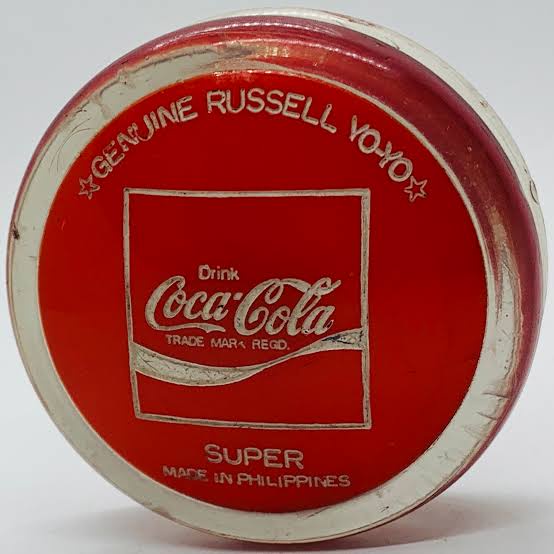 ☆GENUINE RUSSELL YO-YO☆
Drink
Coca-Cola
TRADE MARK REGD.
SUPER
MADE IN PHILIPPINES